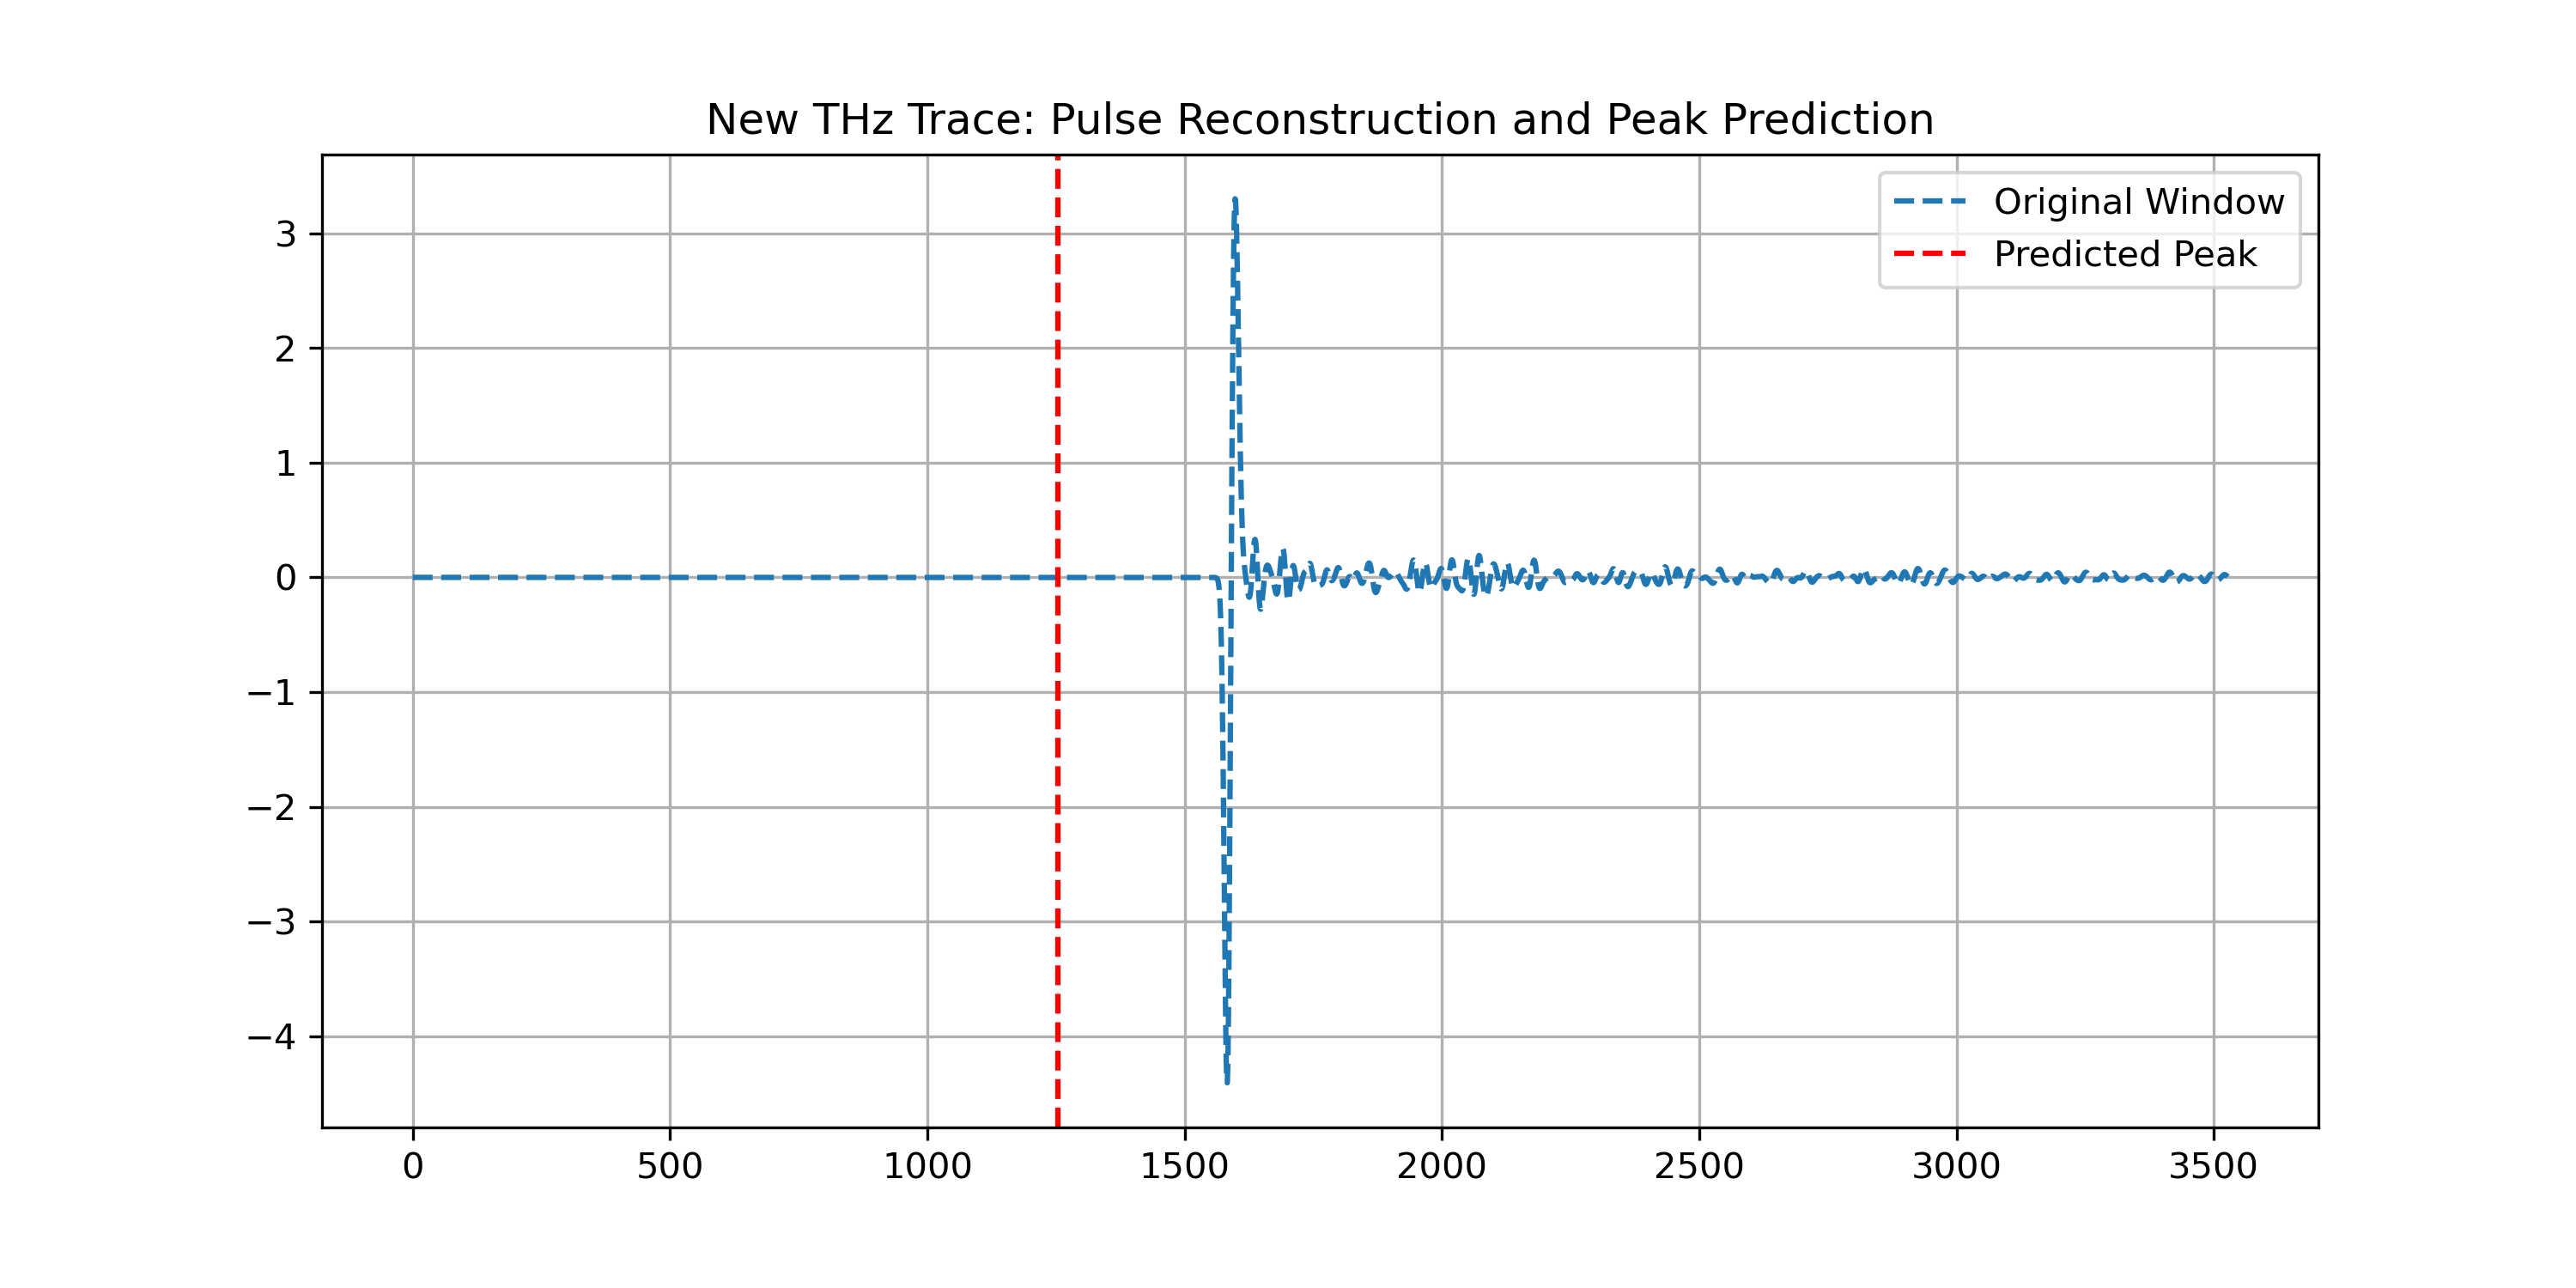 New THz Trace: Pulse Reconstruction and Peak Prediction
Original Window
Predicted Peak
3
2
1
0
−1
−2
−3
−4
0 500 1000 1500 2000 2500 3000 3500